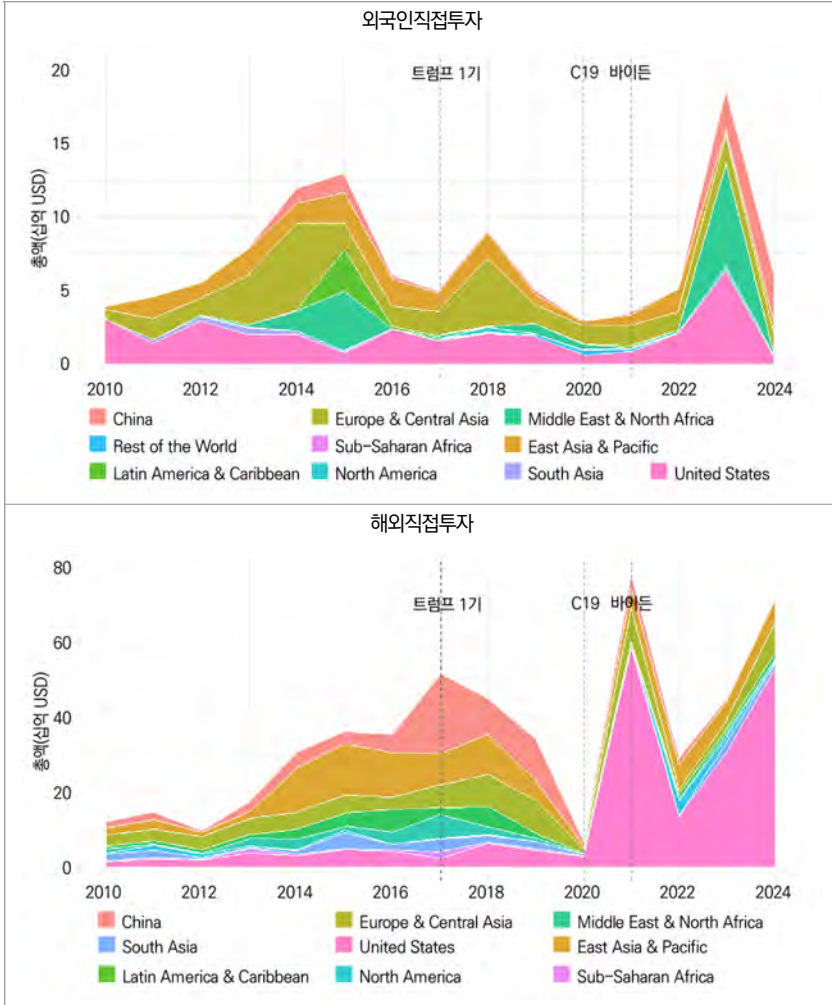 외국인직접투자
총액(십억 USD)
20
15
10
5
0
트럼프 1기
C19 바이든
2010 2012 2014 2016 2018 2020 2022 2024
China Europe & Central Asia Middle East & North Africa
Rest of the World Sub-Saharan Africa East Asia & Pacific
Latin America & Caribbean North America South Asia United States
해외직접투자
총액(십억 USD)
80
60
40
20
0
트럼프 1기
C19 바이든
2010 2012 2014 2016 2018 2020 2022 2024
China Europe & Central Asia Middle East & North Africa
South Asia United States East Asia & Pacific
Latin America & Caribbean North America Sub-Saharan Africa